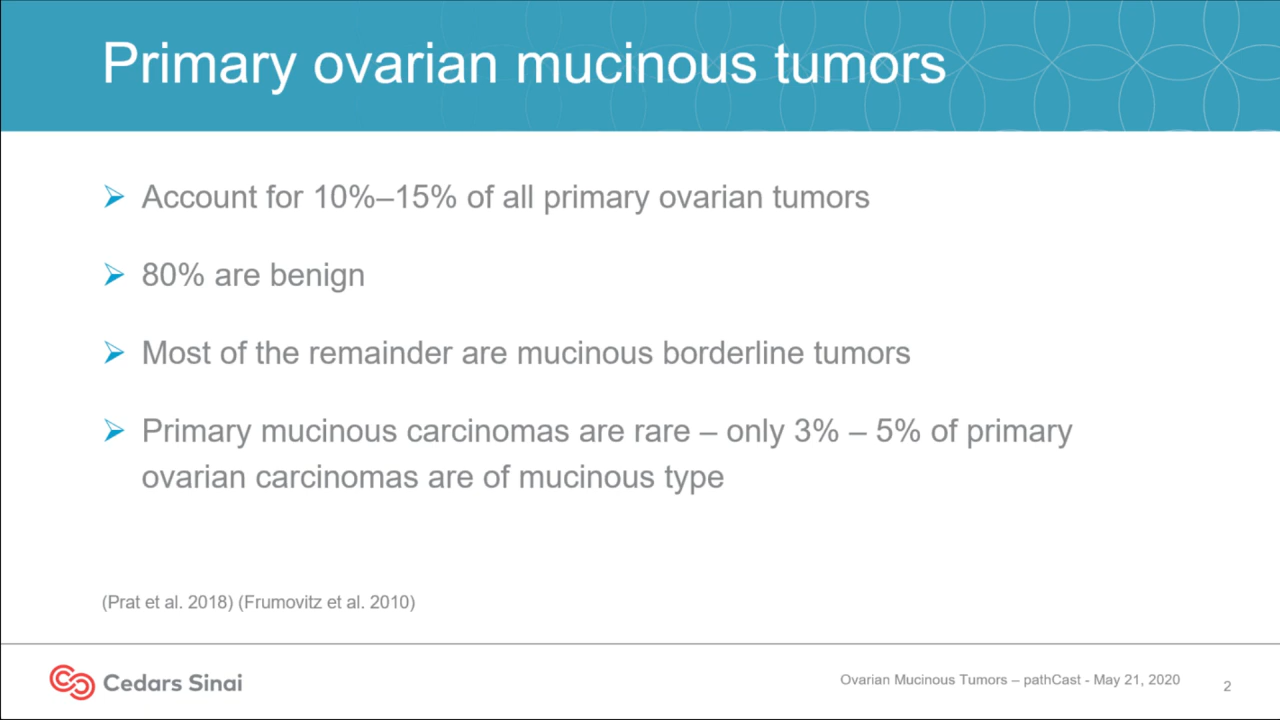 Primary ovarian mucinous tumors
Account for 10%–15% of all primary ovarian tumors
80% are benign
Most of the remainder are mucinous borderline tumors
Primary mucinous carcinomas are rare – only 3% – 5% of primary
ovarian carcinomas are of mucinous type
(Prat et al. 2018) (Frumovitz et al. 2010)
Cedars Sinai
Ovarian Mucinous Tumors – pathCast - May 21, 2020
2